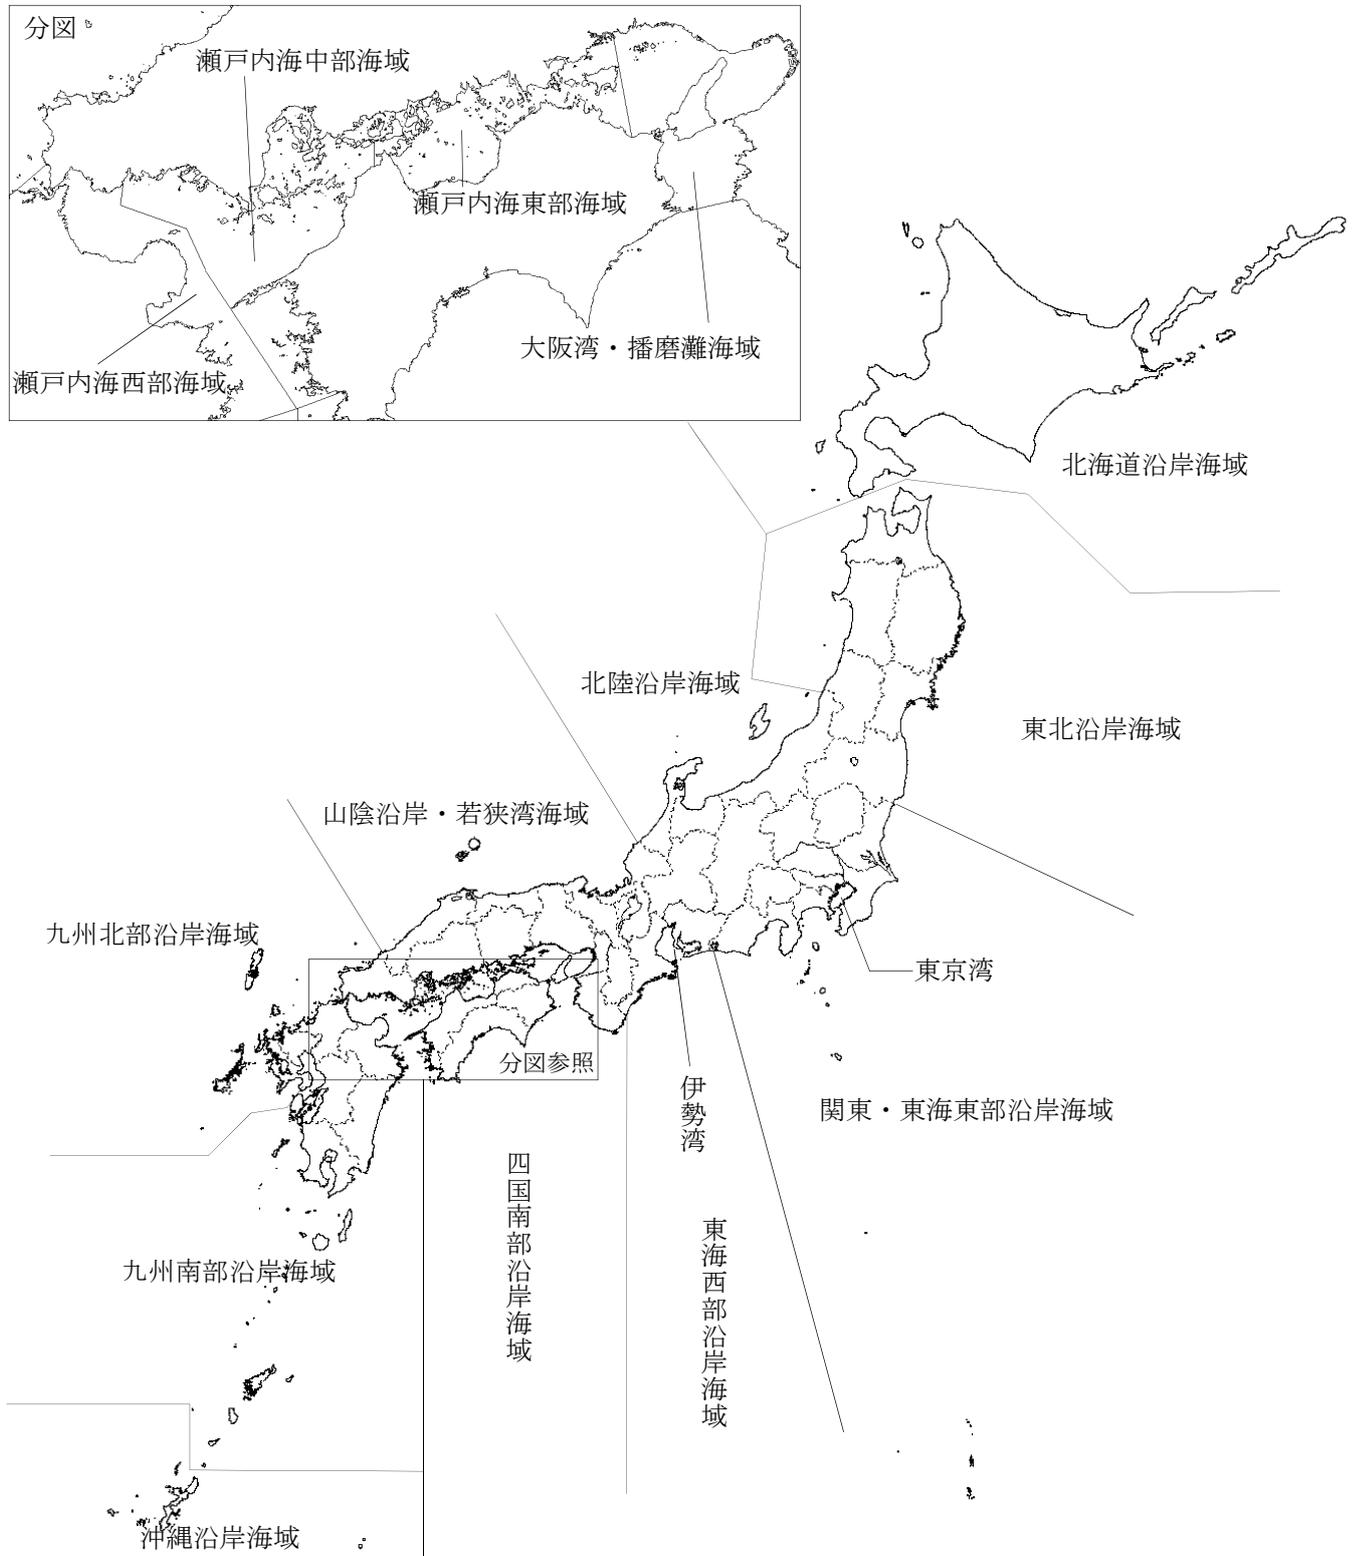 分図
瀬戸内海中部海域
瀬戸内海東部海域
大阪湾・播磨灘海域
瀬戸内海西部海域
北海道沿岸海域
北陸沿岸海域
東北沿岸海域
山陰沿岸・若狭湾海域
九州北部沿岸海域
東京湾
分図参照
伊勢湾
関東・東海東部沿岸海域
四国南部沿岸海域
東海西部沿岸海域
九州南部沿岸海域
沖縄沿岸海域